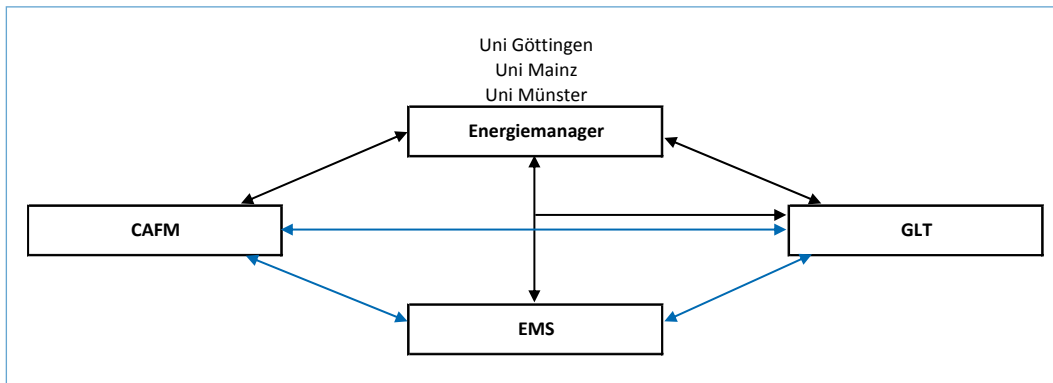 Uni Göttingen
Uni Mainz
Uni Münster
Energiemanager
CAFM
GLT
EMS